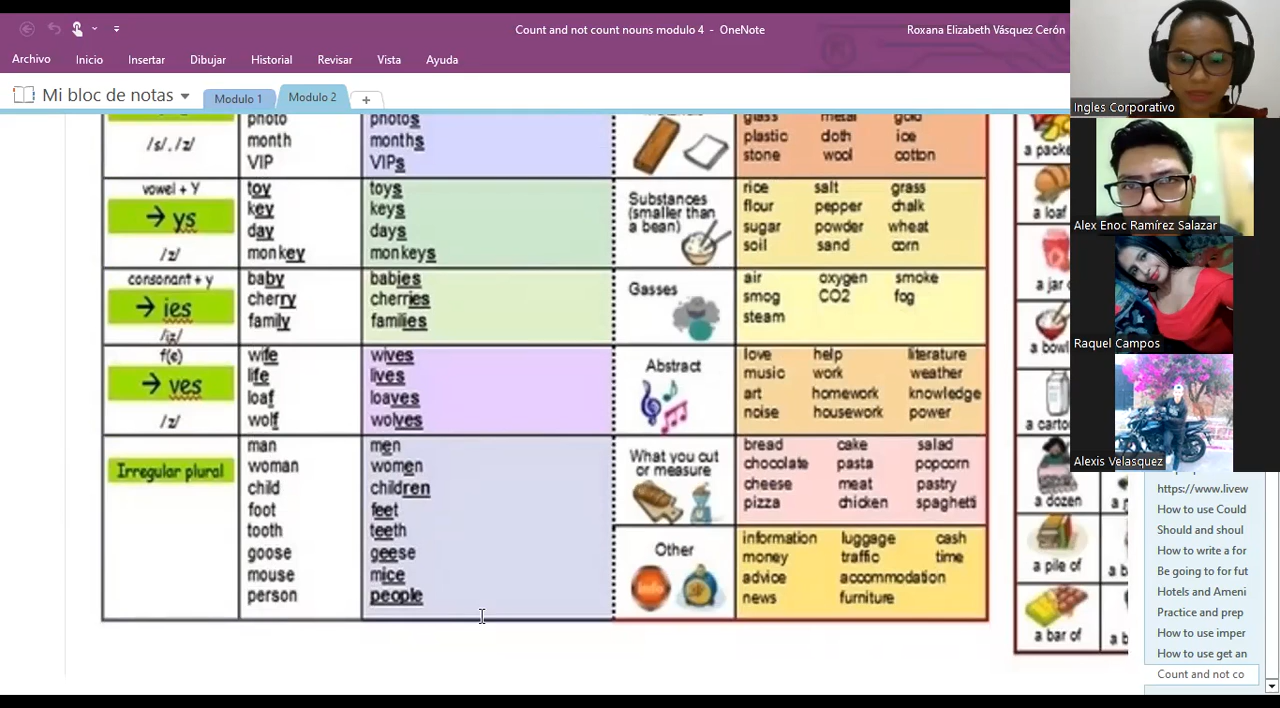 Count and not count nouns modulo 4 - OneNote
Roxana Elizabeth Vásquez Cerón
Archivo Inicio Insertar Dibujar Historial Revisar Vista Ayuda
Mi bloc de notas Modulo 1 Modulo 2 +
photo photos
/s/, /z/ month months
VIP VIPs
glass metal gold
plastic cloth ice
stone wool cotton
vowel + Y
→ ys
/z/
toy toys
key keys
day days
monkey monkeys
Substances
(smaller than
a bean)
rice salt grass
flour pepper chalk
sugar powder wheat
soil sand corn
consonant + y
→ ies
/iz/
baby babies
cherry cherries
family families
Gasses
air oxygen smoke
smog CO2 fog
steam
f(e)
→ ves
/z/
wife wives
life lives
loaf loaves
wolf wolves
Abstract
love help literature
music work weather
art homework knowledge
noise housework power
Irregular plural
man men
woman women
child children
foot feet
tooth teeth
goose geese
mouse mice
person people
What you cut
or measure
bread cake salad
chocolate pasta popcorn
cheese meat pastry
pizza chicken spaghetti
Other
information luggage cash
money traffic time
advice accommodation
news furniture
a packe
a loaf
a jar
a bowl
a carto
a dozen
a pile of
a bar of
Ingles Corporativo
Alex Enoc Ramírez Salazar
Raquel Campos
Alexis Velasquez
https://www.livew
How to use Could
Should and shoul
How to write a for
Be going to for fut
Hotels and Ameni
Practice and prep
How to use imper
How to use get an
Count and not co